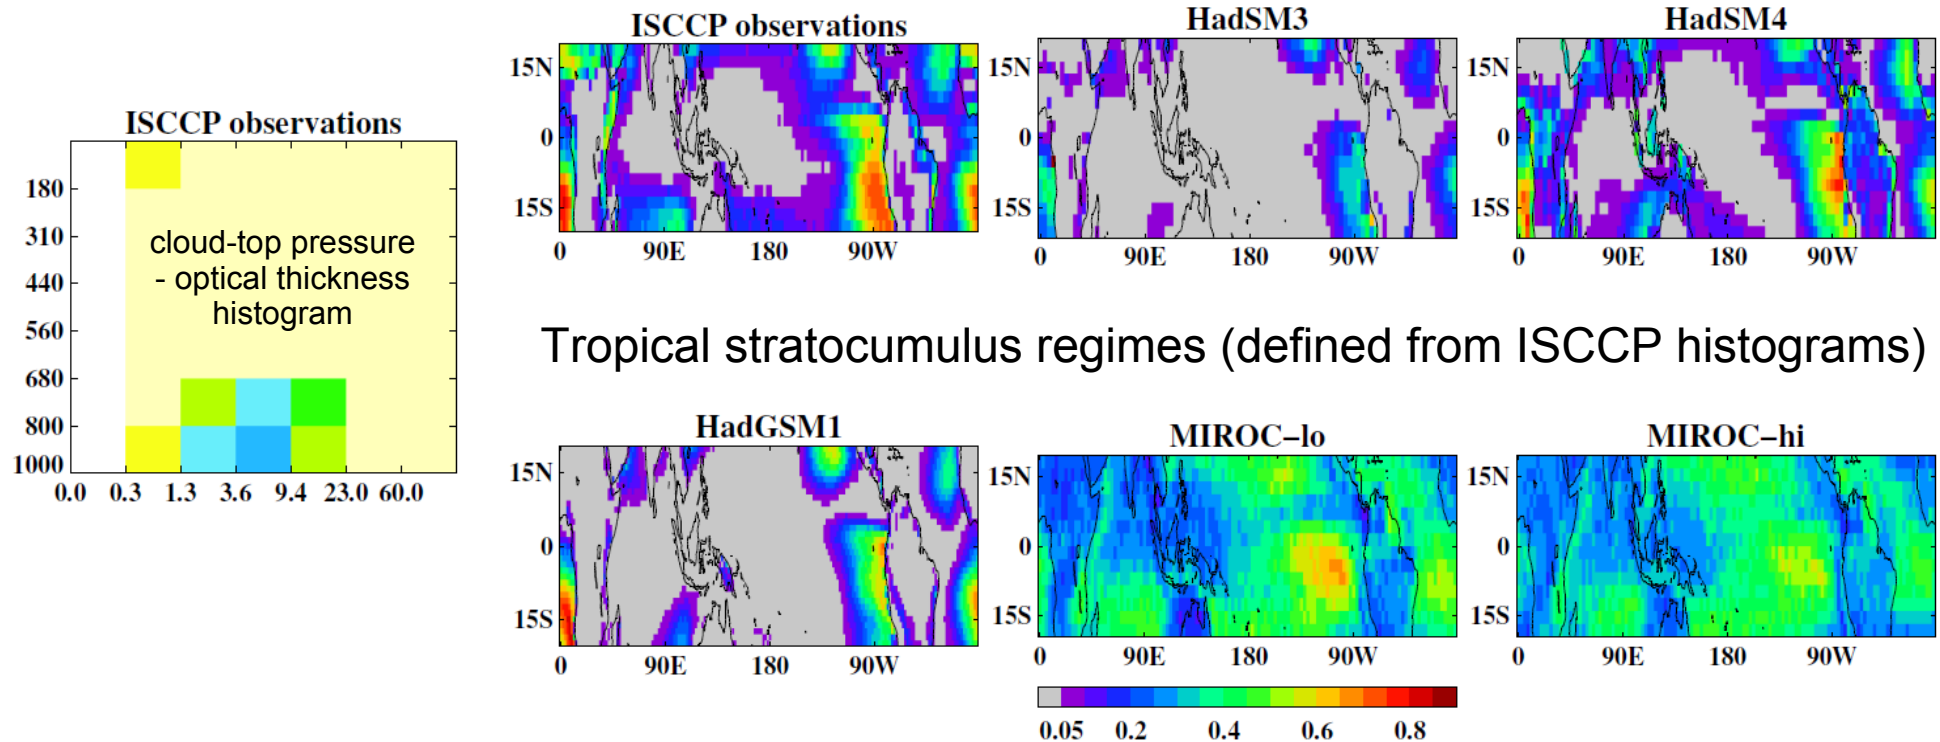 ISCCP observations
180
310
440
560
680
800
1000
0.0 0.3 1.3 3.6 9.4 23.0 60.0
cloud-top pressure
- optical thickness
histogram
ISCCP observations
15N
0
15S
0 90E 180 90W
HadSM3
15N
0
15S
0 90E 180 90W
HadSM4
15N
0
15S
0 90E 180 90W
Tropical stratocumulus regimes (defined from ISCCP histograms)
HadGSM1
15N
0
15S
0 90E 180 90W
MIROC-lo
15N
0
15S
0 90E 180 90W
MIROC-hi
15N
0
15S
0 90E 180 90W
0.05 0.2 0.4 0.6 0.8